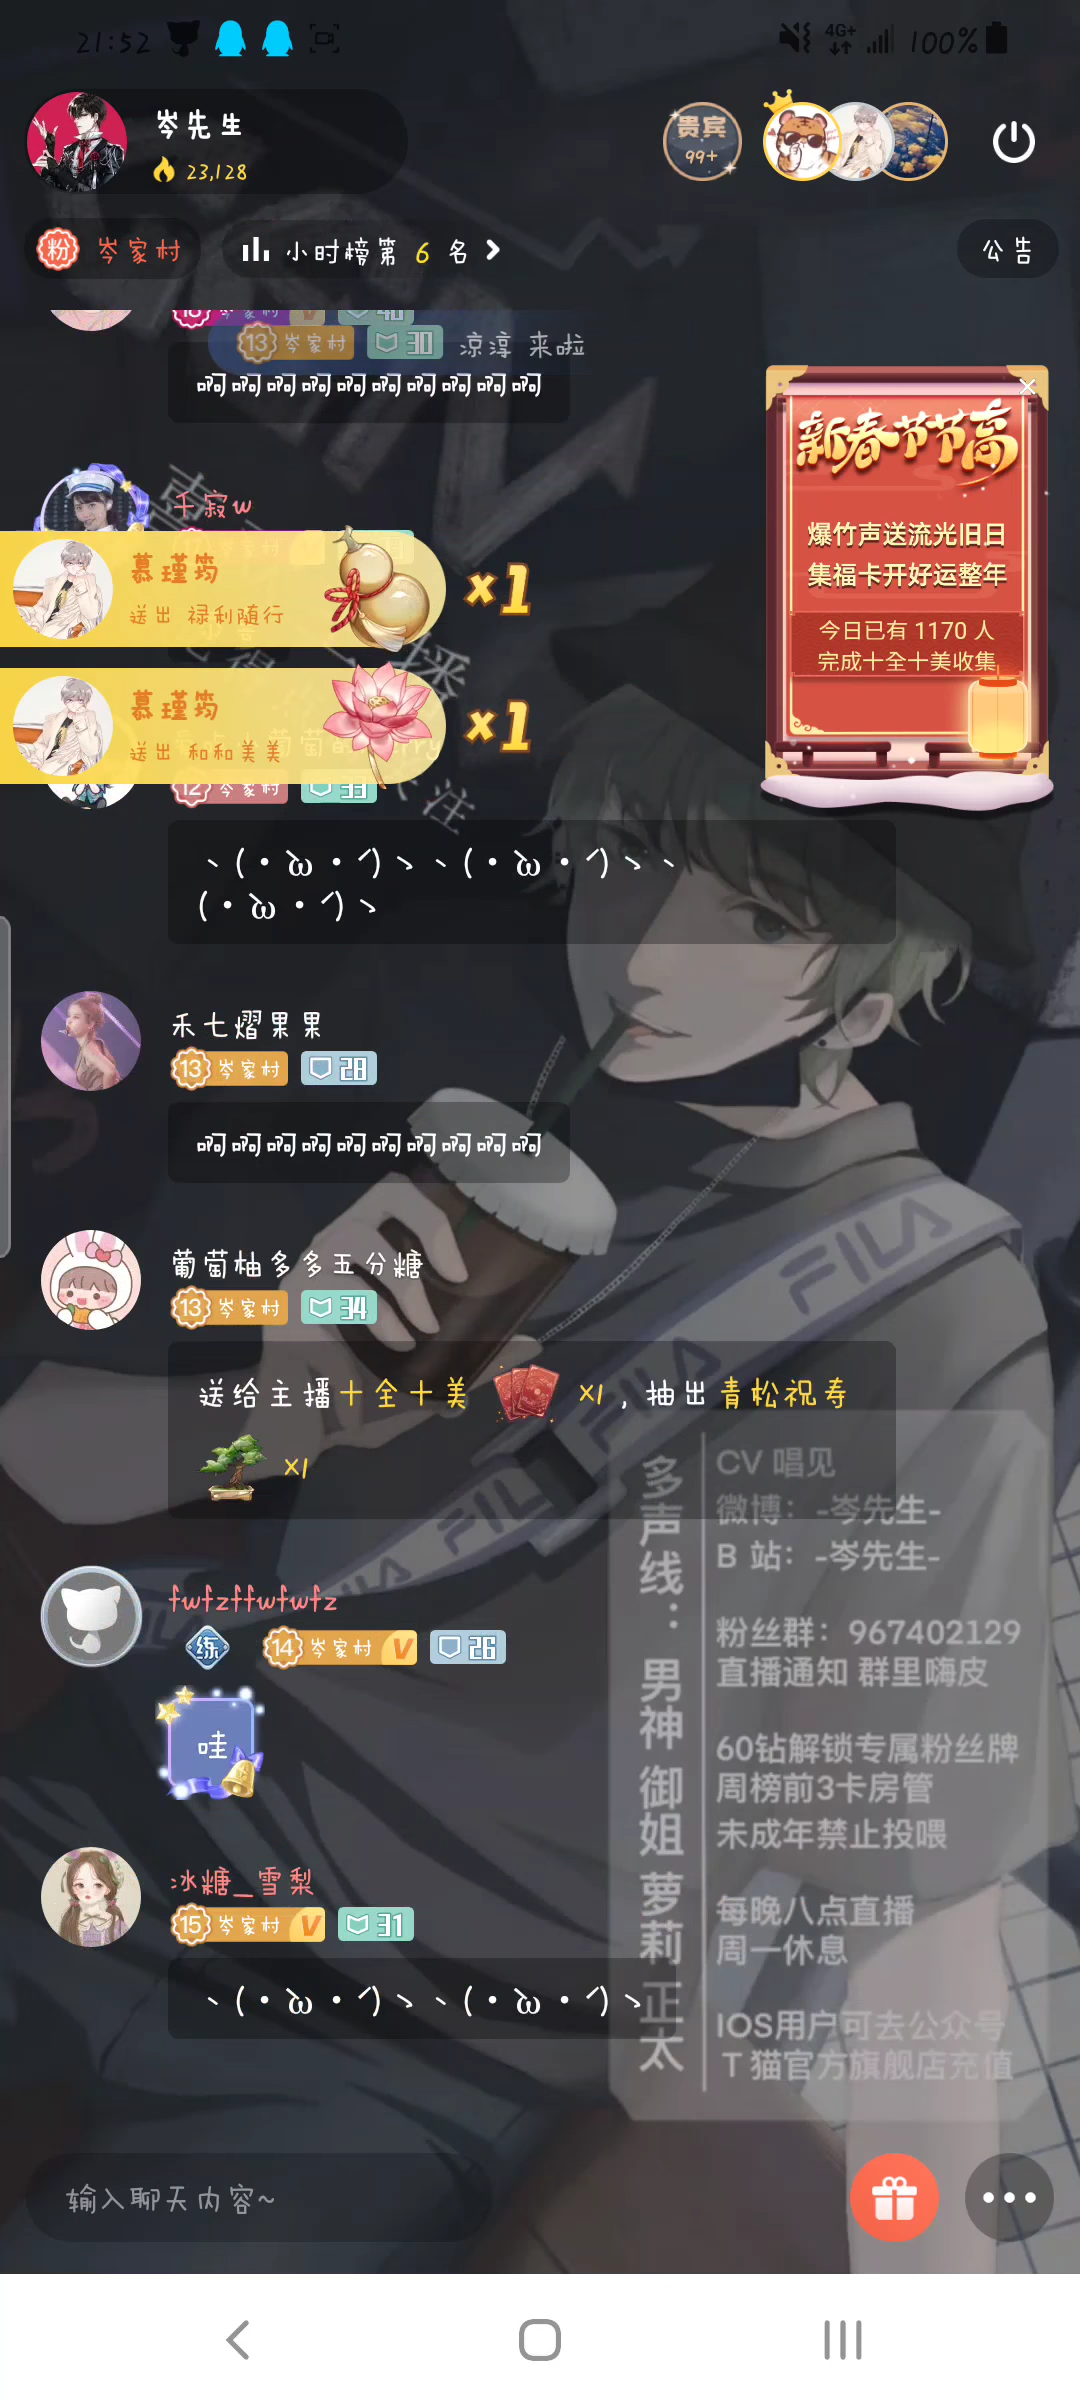 21:52
4G+
100%
岑先生
23,128
贵宾
99+
粉 岑家村
小时榜第 6 名
公告
13 岑家村 30 凉淳 来啦
啊啊啊啊啊啊啊啊啊啊
新春节节高
爆竹声送流光旧日
集福卡开好运整年
今日已有 1170 人
完成十全十美收集
千寂w
慕瑾筠
送出 禄利随行
×1
慕瑾筠
送出 和和美美
×1
12 岑家村 33
、(・ὼ・´)ヽ、(・ὼ・´)ヽ、
(・ὼ・´)ヽ
禾七熠果果
13 岑家村 28
啊啊啊啊啊啊啊啊啊啊
葡萄柚多多五分糖
13 岑家村 34
送给主播十全十美 X1，抽出青松祝寿
X1
fwfzffwfwfz
练 14 岑家村 V 26
哇
冰糖_雪梨
15 岑家村 V 31
、(・ὼ・´)ヽ、(・ὼ・´)ヽ
FILA
多声线：男神 御姐 萝莉 正太
CV 唱见
微博：-岑先生-
B 站：-岑先生-
粉丝群：967402129
直播通知 群里嗨皮
60钻解锁专属粉丝牌
周榜前3卡房管
未成年禁止投喂
每晚八点直播
周一休息
IOS用户可去公众号
T 猫官方旗舰店充值
输入聊天内容~